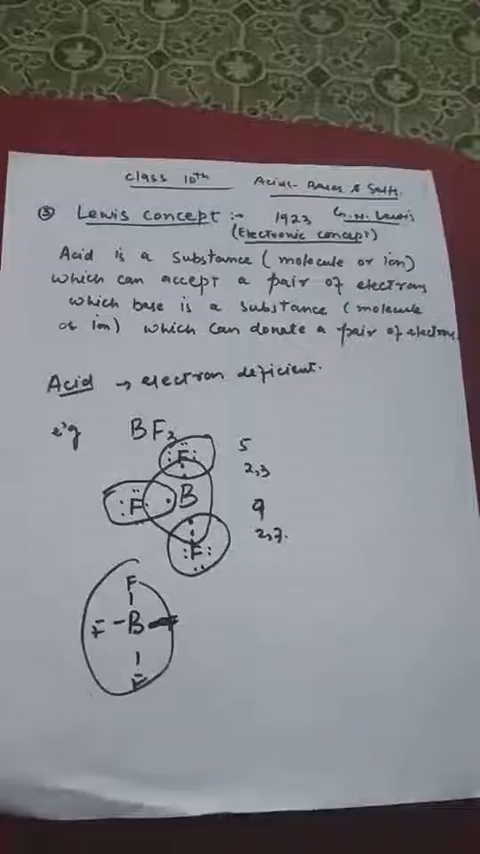 Class 10th Acids-Bases & Salts.
③ Lewis concept :- 1923 G.N. Lewis
(Electronic concept)
Acid is a substance (molecule or ion)
which can accept a pair of electrons
which base is a substance (molecule
or ion) which can donate a pair of electrons.
Acid → electron deficient.
e'g BF3
F 5
2,3
F B 9
F 2,7.
F
F-B-
F